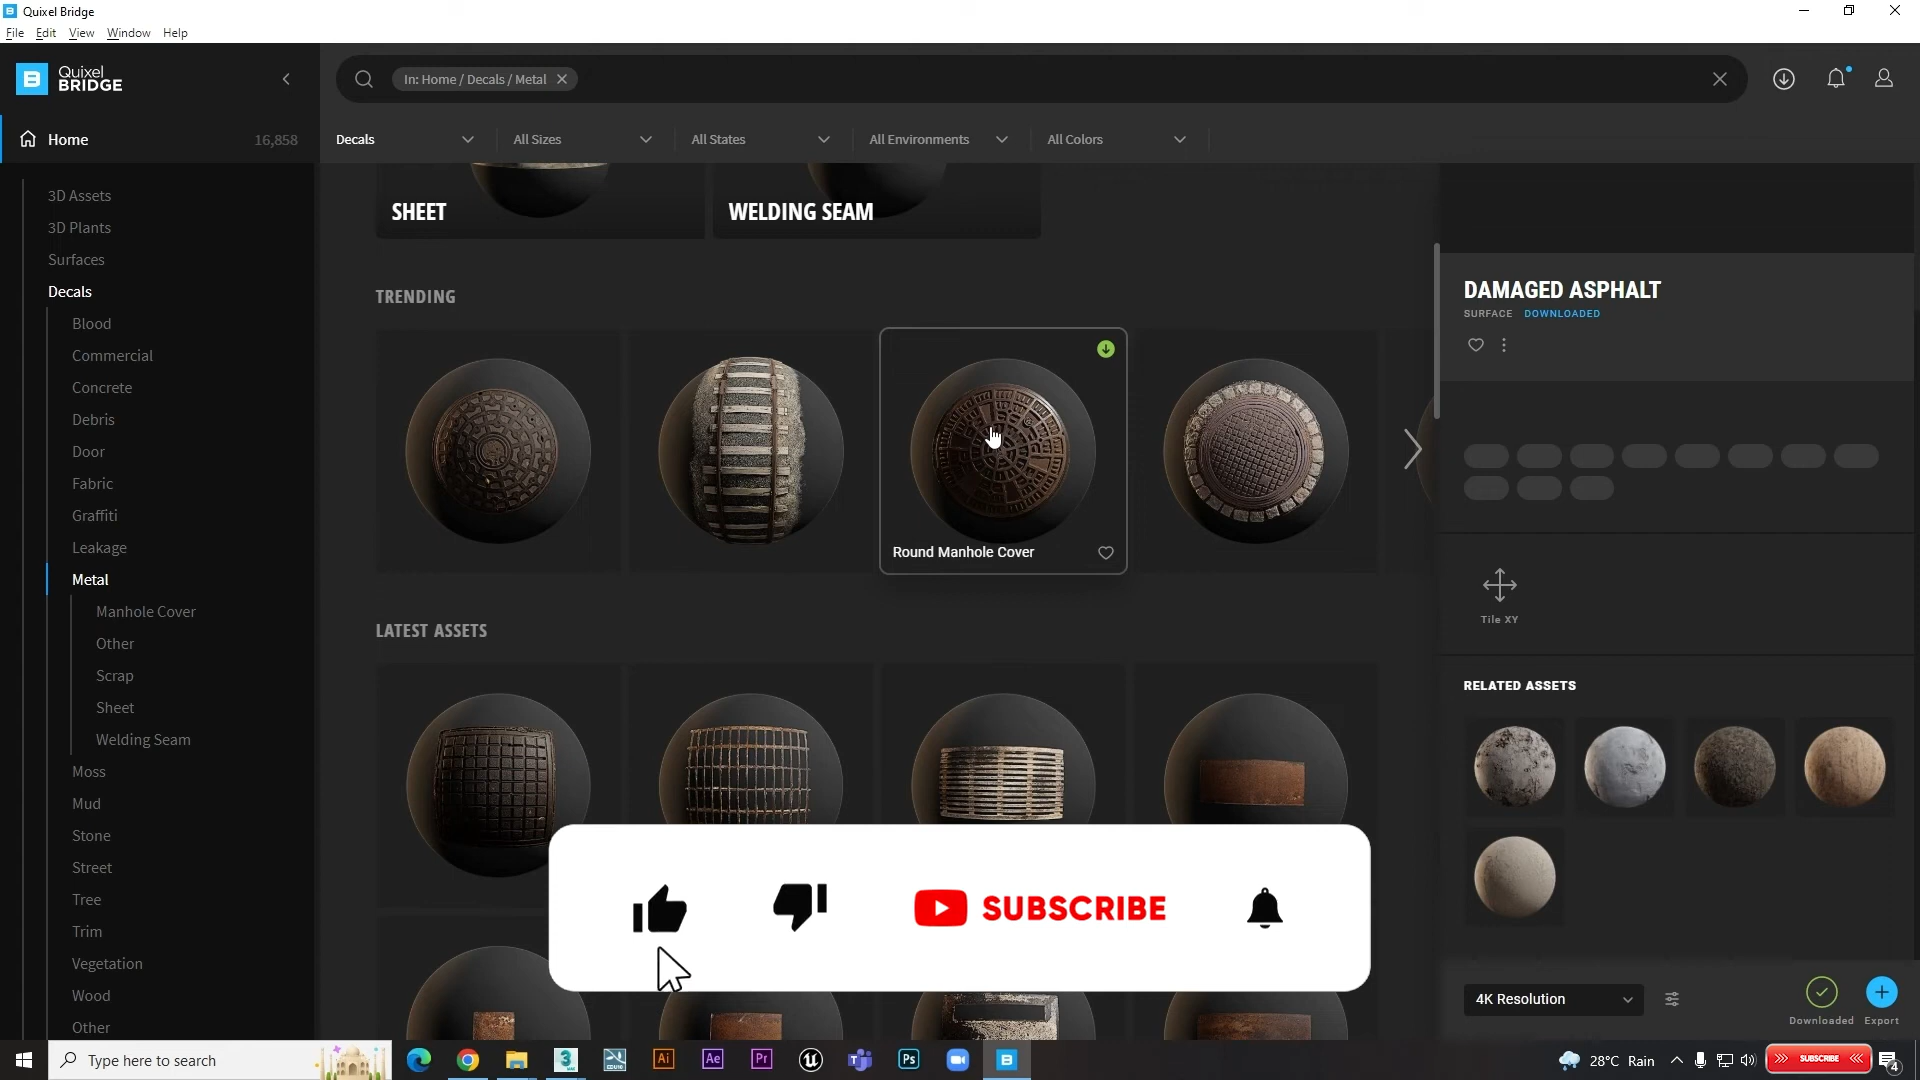 Quixel Bridge
File Edit View Window Help
Quixel
BRIDGE
In: Home / Decals / Metal
Home 16,858
Decals All Sizes All States All Environments All Colors
3D Assets
3D Plants
Surfaces
Decals
Blood
Commercial
Concrete
Debris
Door
Fabric
Graffiti
Leakage
Metal
Manhole Cover
Other
Scrap
Sheet
Welding Seam
Moss
Mud
Stone
Street
Tree
Trim
Vegetation
Wood
Other
SHEET
WELDING SEAM
TRENDING
Round Manhole Cover
LATEST ASSETS
SUBSCRIBE
DAMAGED ASPHALT
SURFACE DOWNLOADED
Tile XY
RELATED ASSETS
4K Resolution
Downloaded Export
Type here to search
28°C Rain
SUBSCRIBE
4